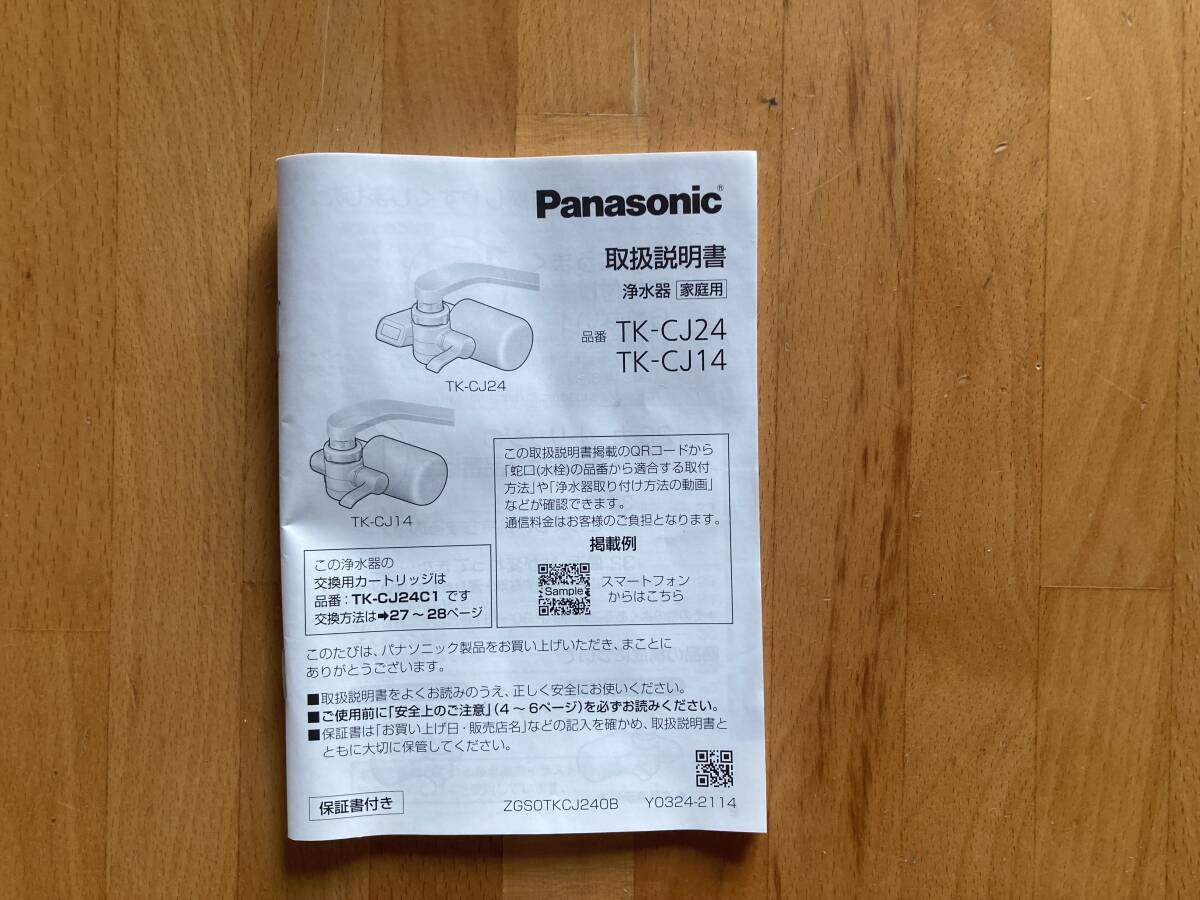 Panasonic®
取扱説明書
浄水器 家庭用
品番 TK-CJ24
TK-CJ14
TK-CJ24
TK-CJ14
この取扱説明書掲載のQRコードから
「蛇口(水栓)の品番から適合する取付
方法」や「浄水器取り付け方法の動画」
などが確認できます。
通信料金はお客様のご負担となります。
掲載例
Sample
スマートフォン
からはこちら
この浄水器の
交換用カートリッジは
品番：TK-CJ24C1 です
交換方法は➡27～28ページ
このたびは、パナソニック製品をお買い上げいただき、まことに
ありがとうございます。
■取扱説明書をよくお読みのうえ、正しく安全にお使いください。
■ご使用前に「安全上のご注意」(4～6ページ)を必ずお読みください。
■保証書は「お買い上げ日・販売店名」などの記入を確かめ、取扱説明書と
ともに大切に保管してください。
保証書付き
ZGS0TKCJ240B Y0324-2114